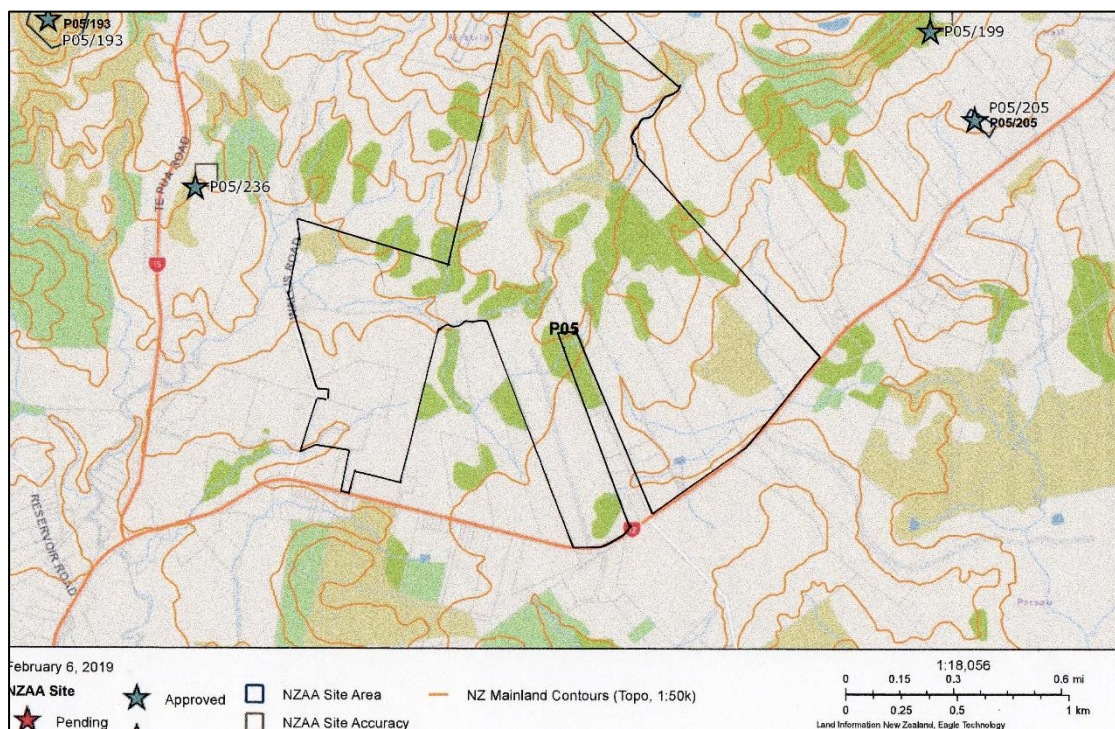 P05/193
P05/193
P05/199
P05/205
P05/205
P05/236
TE PUA ROAD
15
WALLIS ROAD
P05
RESERVOIR ROAD
February 6, 2019
NZAA Site
Pending
Approved
NZAA Site Area
NZAA Site Accuracy
NZ Mainland Contours (Topo, 1:50k)
1:18,056
0 0.15 0.3 0.6 mi
0 0.25 0.5 1 km
Land Information New Zealand, Eagle Technology